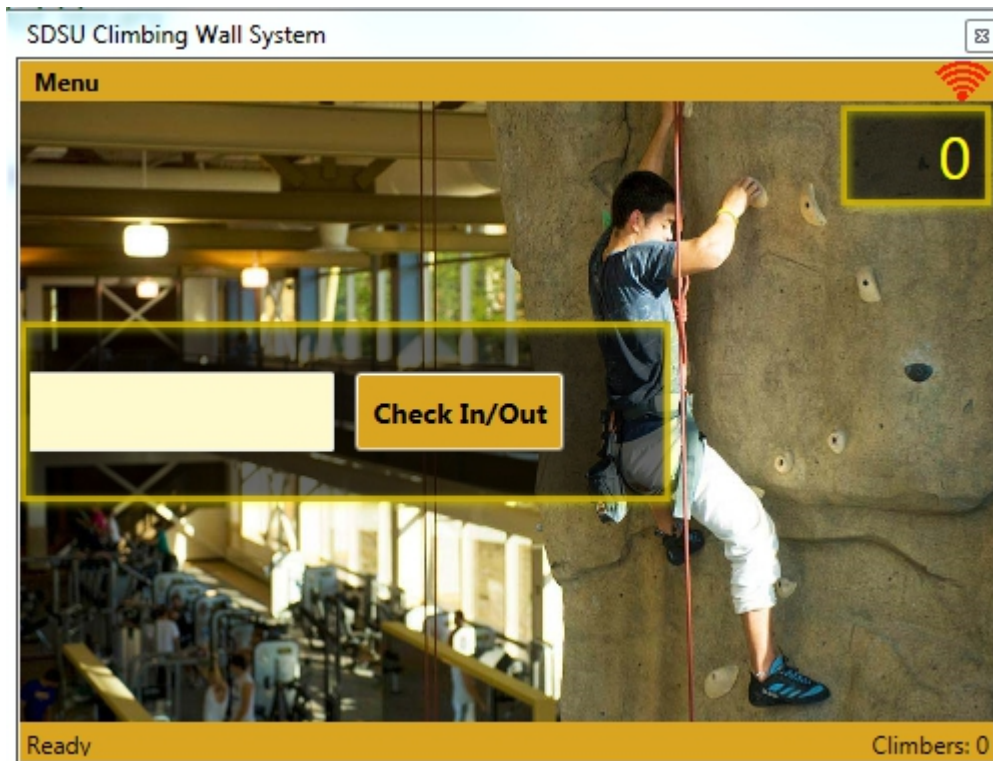 SDSU Climbing Wall System
Menu
0
Check In/Out
Ready
Climbers: 0